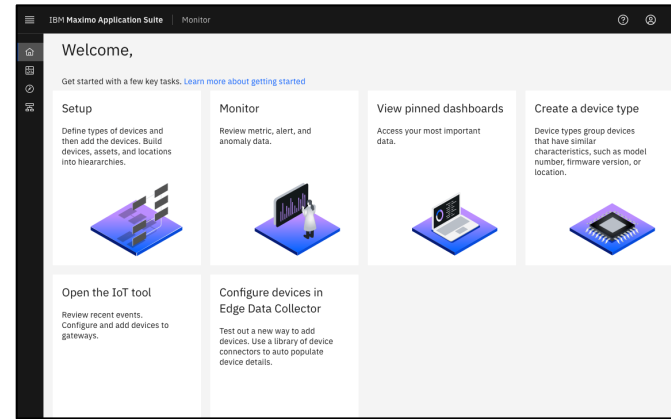 IBM Maximo Application Suite Monitor
Welcome,
Get started with a few key tasks. Learn more about getting started
Setup
Define types of devices and
then add the devices. Build
devices, assets, and locations
into hieararchies.
Monitor
Review metric, alert, and
anomaly data.
View pinned dashboards
Access your most important
data.
Create a device type
Device types group devices
that have similar
characteristics, such as model
number, firmware version, or
location.
Open the IoT tool
Review recent events.
Configure and add devices to
gateways.
Configure devices in
Edge Data Collector
Test out a new way to add
devices. Use a library of device
connectors to auto populate
device details.